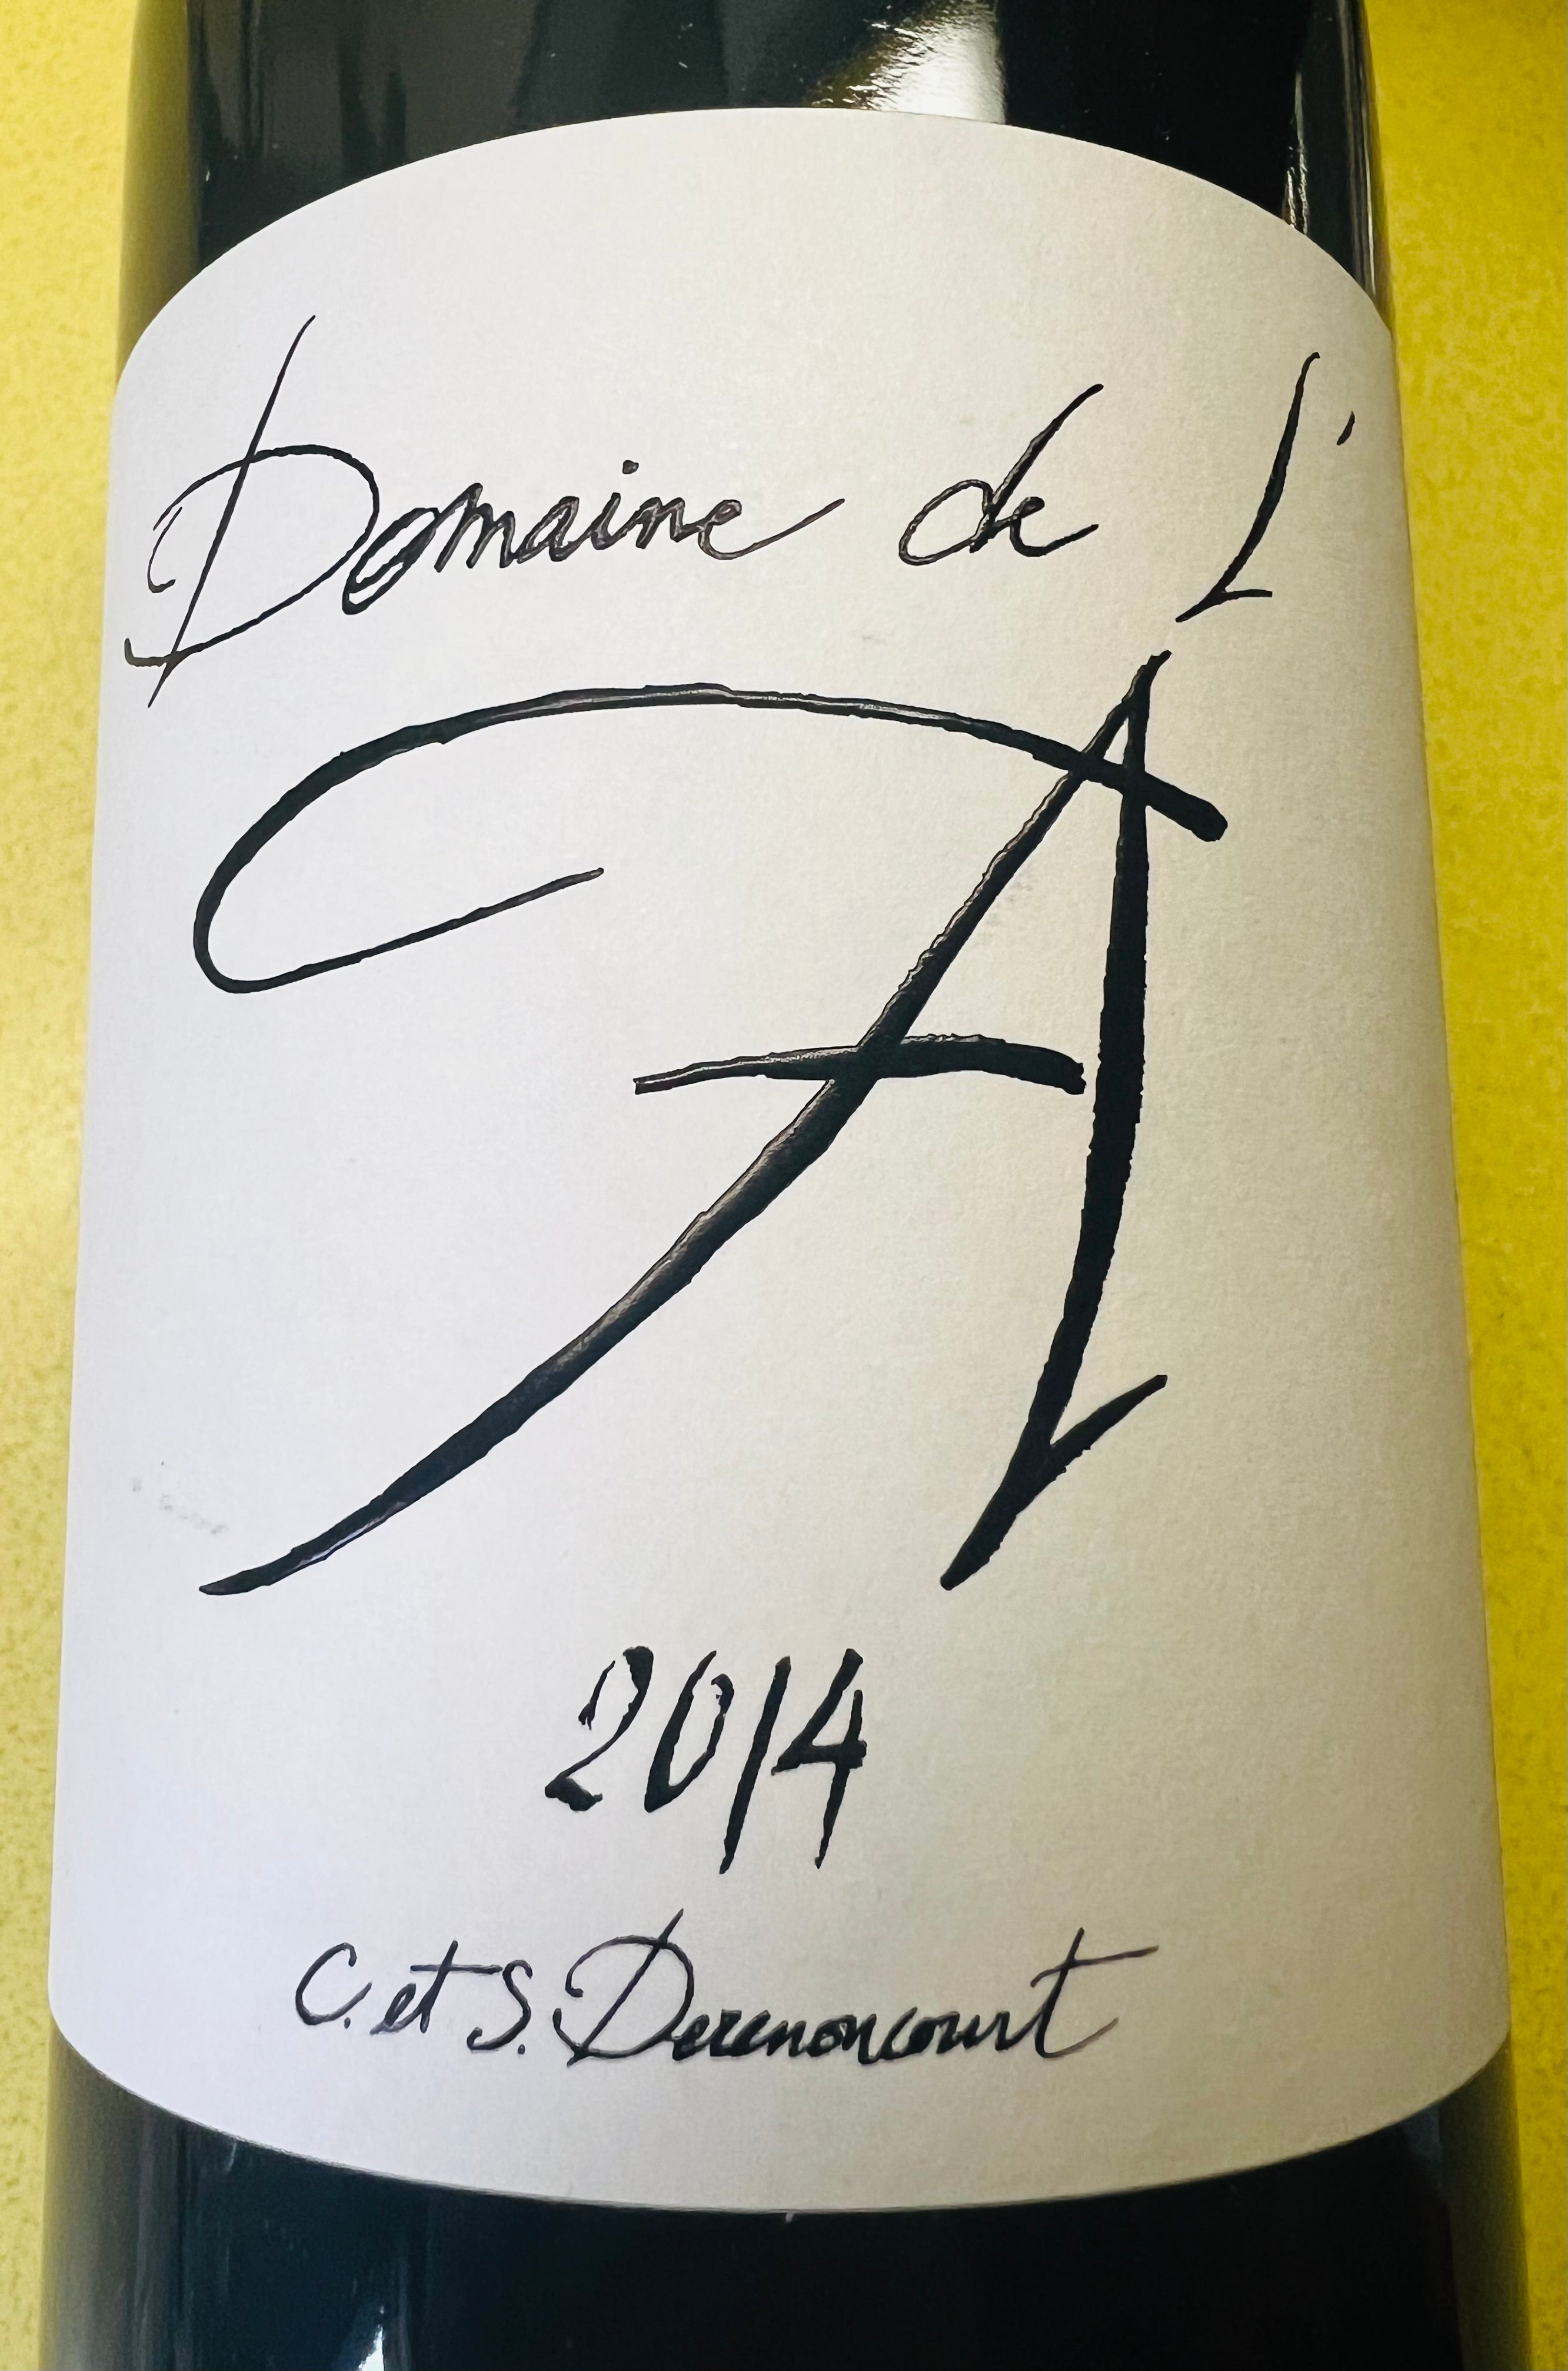 Domaine de L'
A
2014
C. et S. Derenoncourt